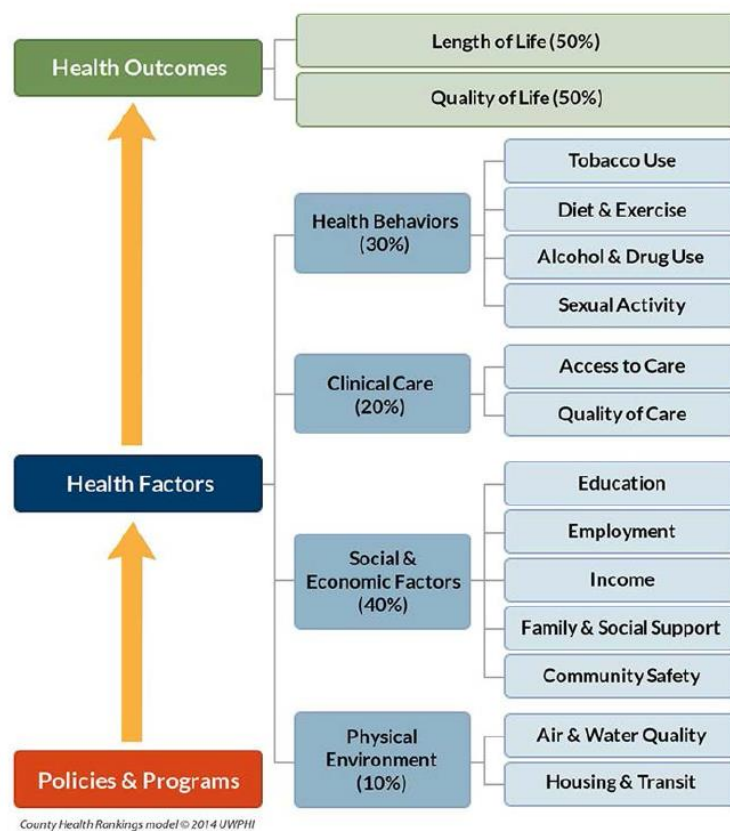 Health Outcomes
Length of Life (50%)
Quality of Life (50%)
Health Behaviors
(30%)
Tobacco Use
Diet & Exercise
Alcohol & Drug Use
Sexual Activity
Clinical Care
(20%)
Access to Care
Quality of Care
Health Factors
Social &
Economic Factors
(40%)
Education
Employment
Income
Family & Social Support
Community Safety
Physical
Environment
(10%)
Air & Water Quality
Housing & Transit
Policies & Programs
County Health Rankings model © 2014 UWPHI